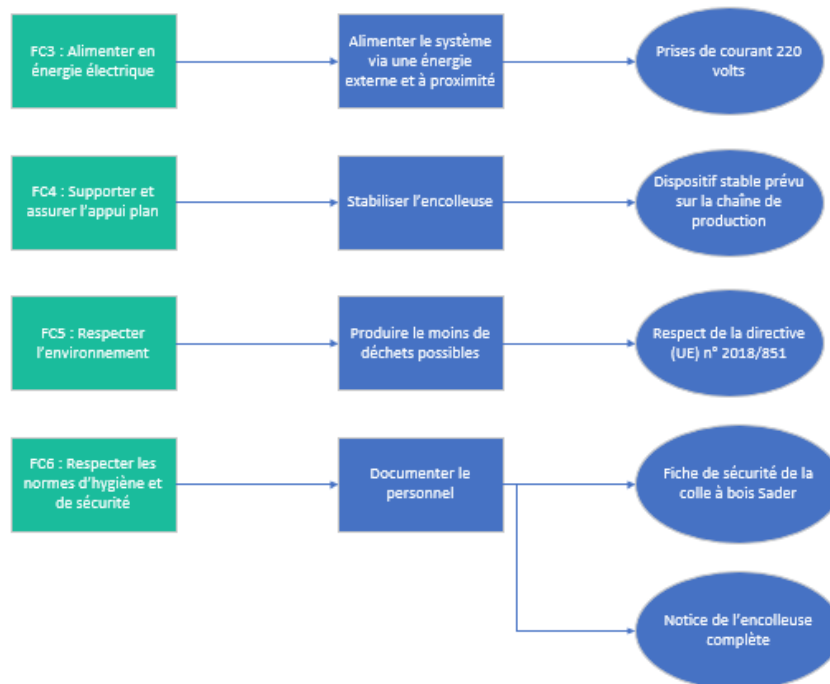 FC3 : Alimenter en
énergie électrique
Alimenter le système
via une énergie
externe et à proximité
Prises de courant 220
volts
FC4 : Supporter et
assurer l'appui plan
Stabiliser l'encolleuse
Dispositif stable prévu
sur la chaîne de
production
FC5 : Respecter
l'environnement
Produire le moins de
déchets possibles
Respect de la directive
(UE) n° 2018/851
FC6 : Respecter les
normes d'hygiène et
de sécurité
Documenter le
personnel
Fiche de sécurité de la
colle à bois Sader
Notice de l'encolleuse
complète